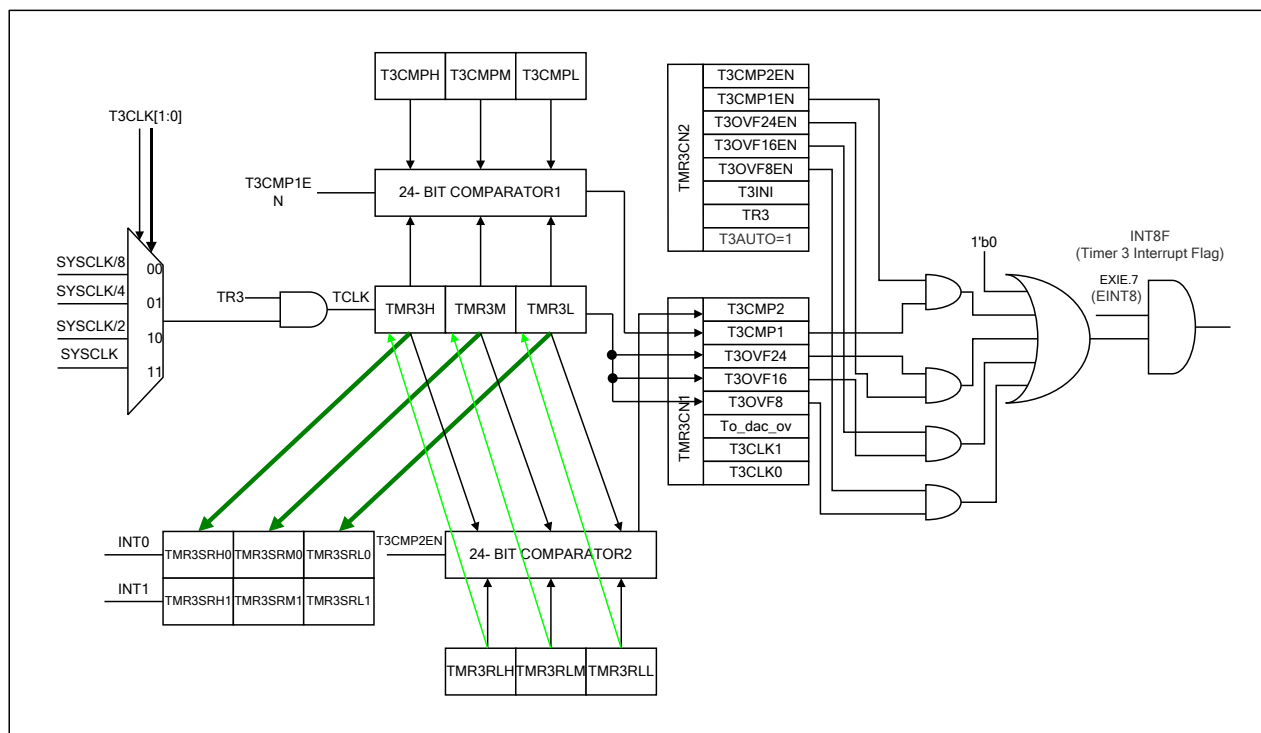 T3CMPH
T3CMPM
T3CMPL
T3CLK[1:0]
T3CMP1E
N
24- BIT COMPARATOR1
SYSCLK/8
00
SYSCLK/4
01
SYSCLK/2
10
SYSCLK
11
TR3
TCLK
TMR3H
TMR3M
TMR3L
TMR3CN2
T3CMP2EN
T3CMP1EN
T3OVF24EN
T3OVF16EN
T3OVF8EN
T3INI
TR3
T3AUTO=1
TMR3CN1
T3CMP2
T3CMP1
T3OVF24
T3OVF16
T3OVF8
To_dac_ov
T3CLK1
T3CLK0
1'b0
INT8F
(Timer 3 Interrupt Flag)
EXIE.7
(EINT8)
INT0
TMR3SRH0
TMR3SRM0
TMR3SRL0
INT1
TMR3SRH1
TMR3SRM1
TMR3SRL1
T3CMP2EN
24- BIT COMPARATOR2
TMR3RLH
TMR3RLM
TMR3RLL